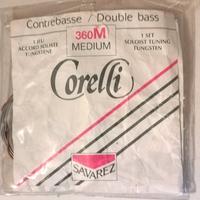 Contrebasse / Double bass
360M
MEDIUM
1 JEU
ACCORD SOLISTE
TUNGSTENE
1 SET
SOLOIST TUNING
TUNGSTEN
Corelli
SAVAREZ